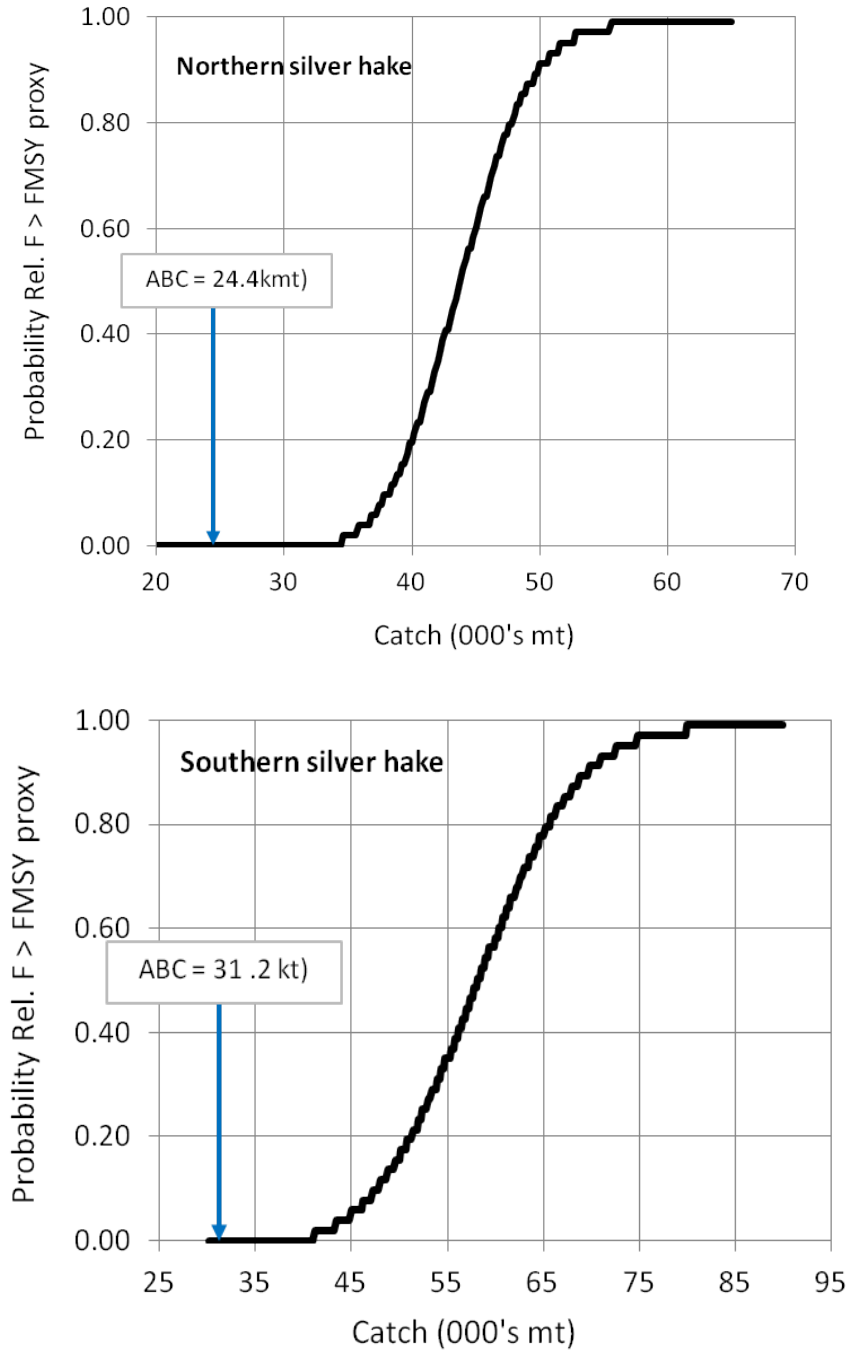 1.00
Northern silver hake
0.80
0.60
ABC = 24.4kmt)
0.40
0.20
0.00
Probability Rel. F > FMSY proxy
20 30 40 50 60 70
Catch (000's mt)
1.00
Southern silver hake
0.80
0.60
ABC = 31 .2 kt)
0.40
0.20
0.00
Probability Rel. F > FMSY proxy
25 35 45 55 65 75 85 95
Catch (000's mt)